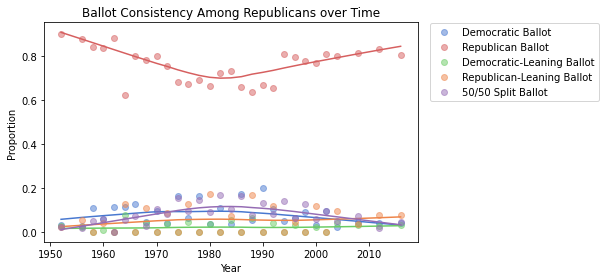 Ballot Consistency Among Republicans over Time
Democratic Ballot
Republican Ballot
Democratic-Leaning Ballot
Republican-Leaning Ballot
50/50 Split Ballot
Proportion
0.8
0.6
0.4
0.2
0.0
1950
1960
1970
1980
1990
2000
2010
Year